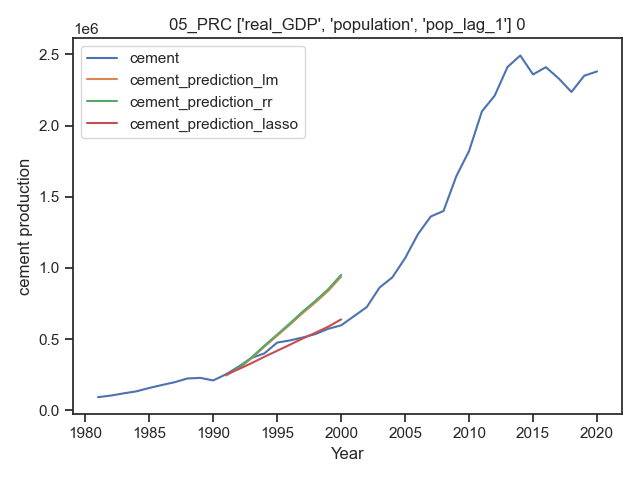 05_PRC ['real_GDP', 'population', 'pop_lag_1'] 0
1e6
cement
cement_prediction_lm
cement_prediction_rr
cement_prediction_lasso
cement production
2.5
2.0
1.5
1.0
0.5
0.0
1980 1985 1990 1995 2000 2005 2010 2015 2020
Year